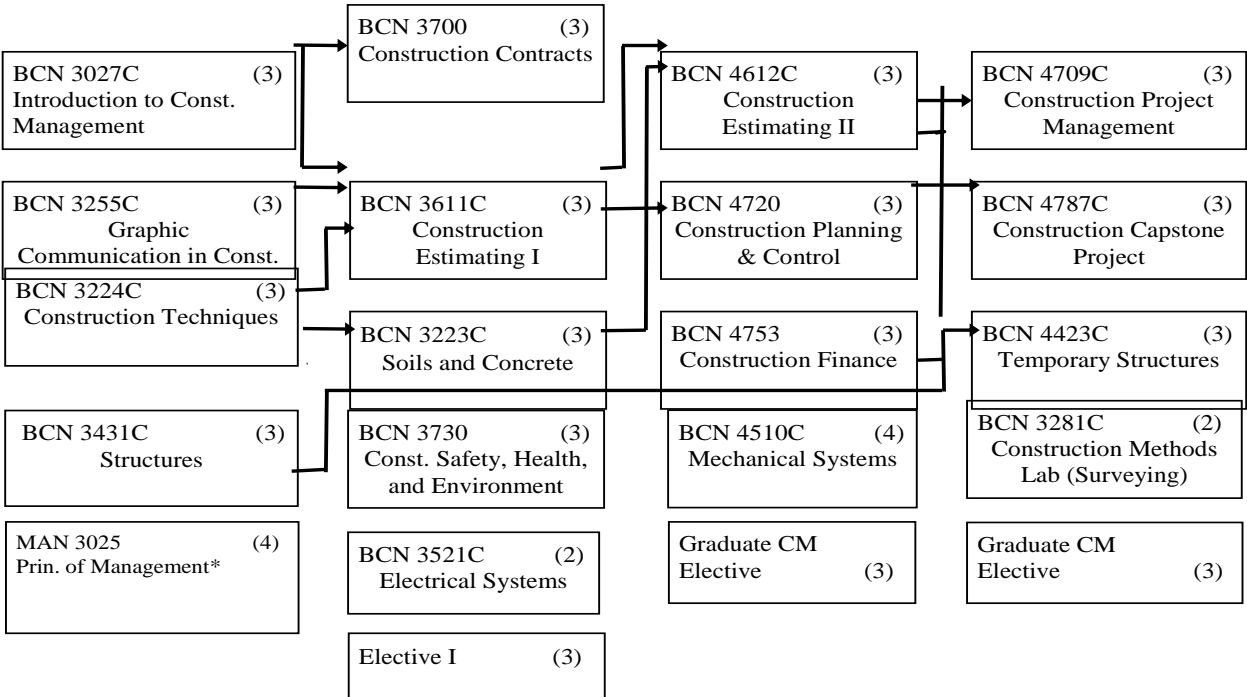 BCN 3027C (3)
Introduction to Const.
Management
BCN 3255C (3)
Graphic
Communication in Const.
BCN 3224C (3)
Construction Techniques
BCN 3431C (3)
Structures
MAN 3025 (4)
Prin. of Management*
BCN 3700 (3)
Construction Contracts
BCN 3611C (3)
Construction
Estimating I
BCN 3223C (3)
Soils and Concrete
BCN 3730 (3)
Const. Safety, Health,
and Environment
BCN 3521C (2)
Electrical Systems
Elective I (3)
BCN 4612C (3)
Construction
Estimating II
BCN 4720 (3)
Construction Planning
& Control
BCN 4753 (3)
Construction Finance
BCN 4510C (4)
Mechanical Systems
Graduate CM
Elective (3)
BCN 4709C (3)
Construction Project
Management
BCN 4787C (3)
Construction Capstone
Project
BCN 4423C (3)
Temporary Structures
BCN 3281C (2)
Construction Methods
Lab (Surveying)
Graduate CM
Elective (3)